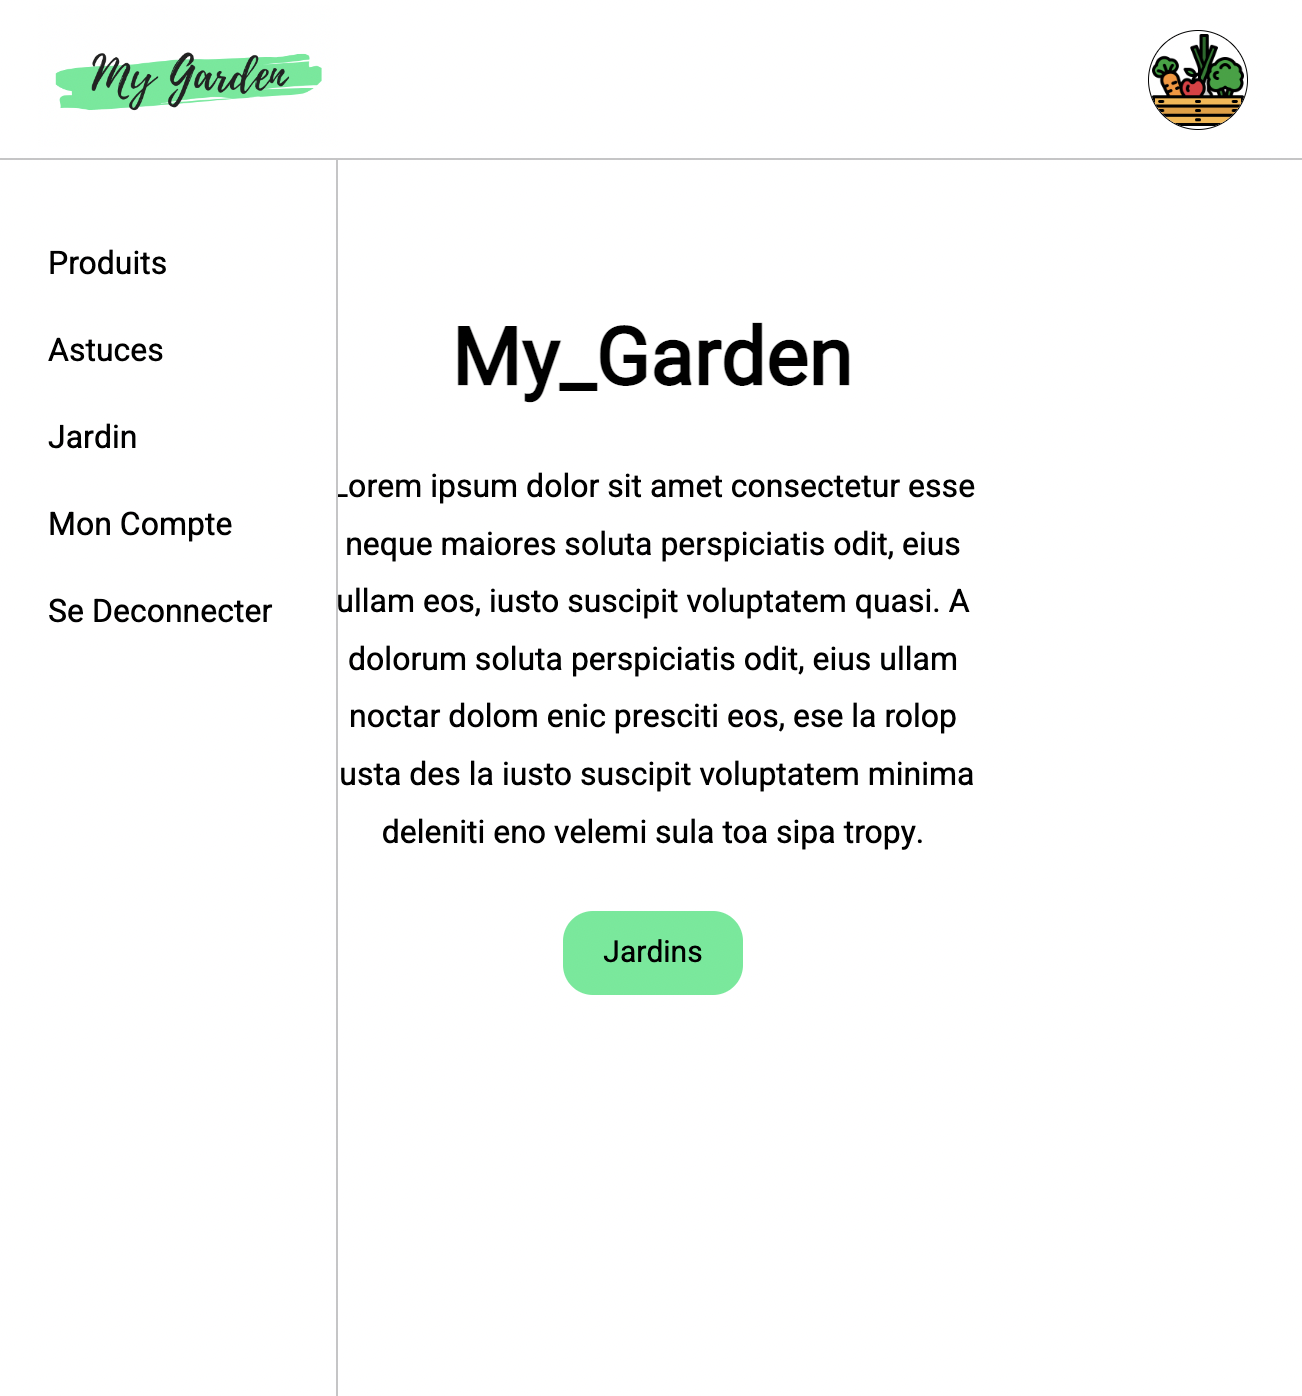 My Garden
Produits
Astuces
Jardin
Mon Compte
Se Deconnecter
My_Garden
Lorem ipsum dolor sit amet consectetur esse
neque maiores soluta perspiciatis odit, eius
ullam eos, iusto suscipit voluptatem quasi. A
dolorum soluta perspiciatis odit, eius ullam
noctar dolom enic presciti eos, ese la rolop
usta des la iusto suscipit voluptatem minima
deleniti eno velemi sula toa sipa tropy.
Jardins